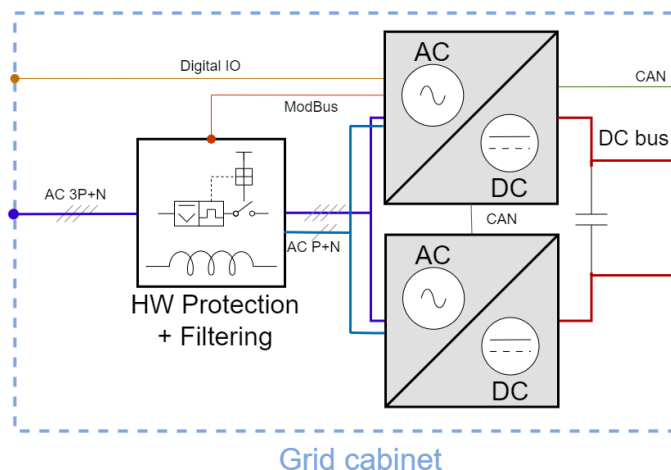 Digital IO
AC
CAN
ModBus
DC bus
DC
AC 3P+N
CAN
AC P+N
AC
HW Protection
+ Filtering
DC
Grid cabinet